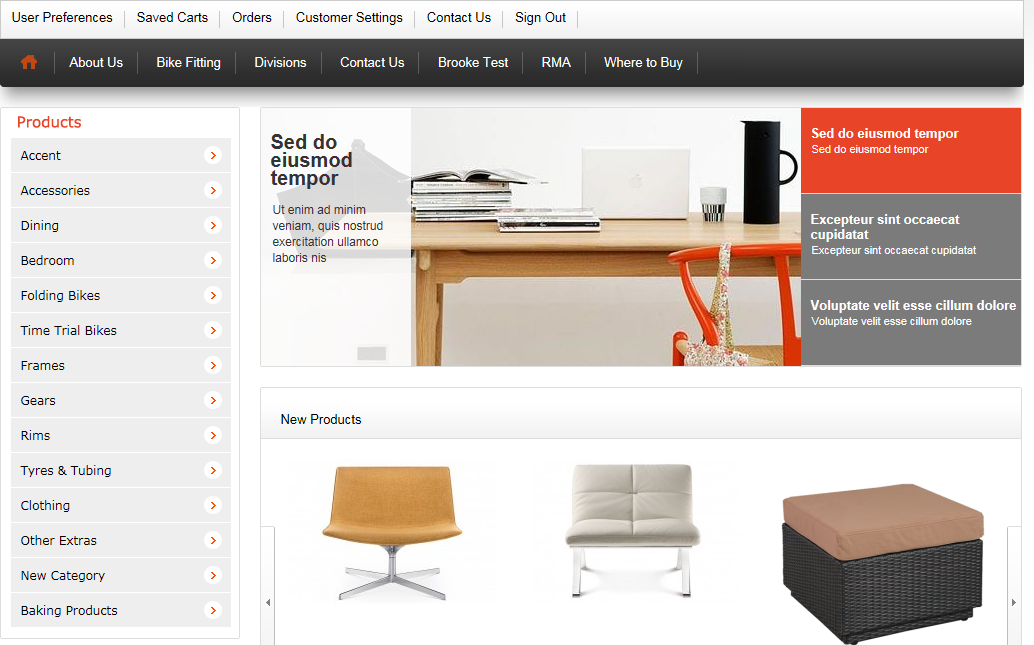 User Preferences Saved Carts Orders Customer Settings Contact Us Sign Out
About Us Bike Fitting Divisions Contact Us Brooke Test RMA Where to Buy
Products
Accent
Accessories
Dining
Bedroom
Folding Bikes
Time Trial Bikes
Frames
Gears
Rims
Tyres & Tubing
Clothing
Other Extras
New Category
Baking Products
Sed do
eiusmod
tempor
Ut enim ad minim
veniam, quis nostrud
exercitation ullamco
laboris nis
Sed do eiusmod tempor
Sed do eiusmod tempor
Excepteur sint occaecat
cupidatat
Excepteur sint occaecat cupidatat
Voluptate velit esse cillum dolore
Voluptate velit esse cillum dolore
New Products